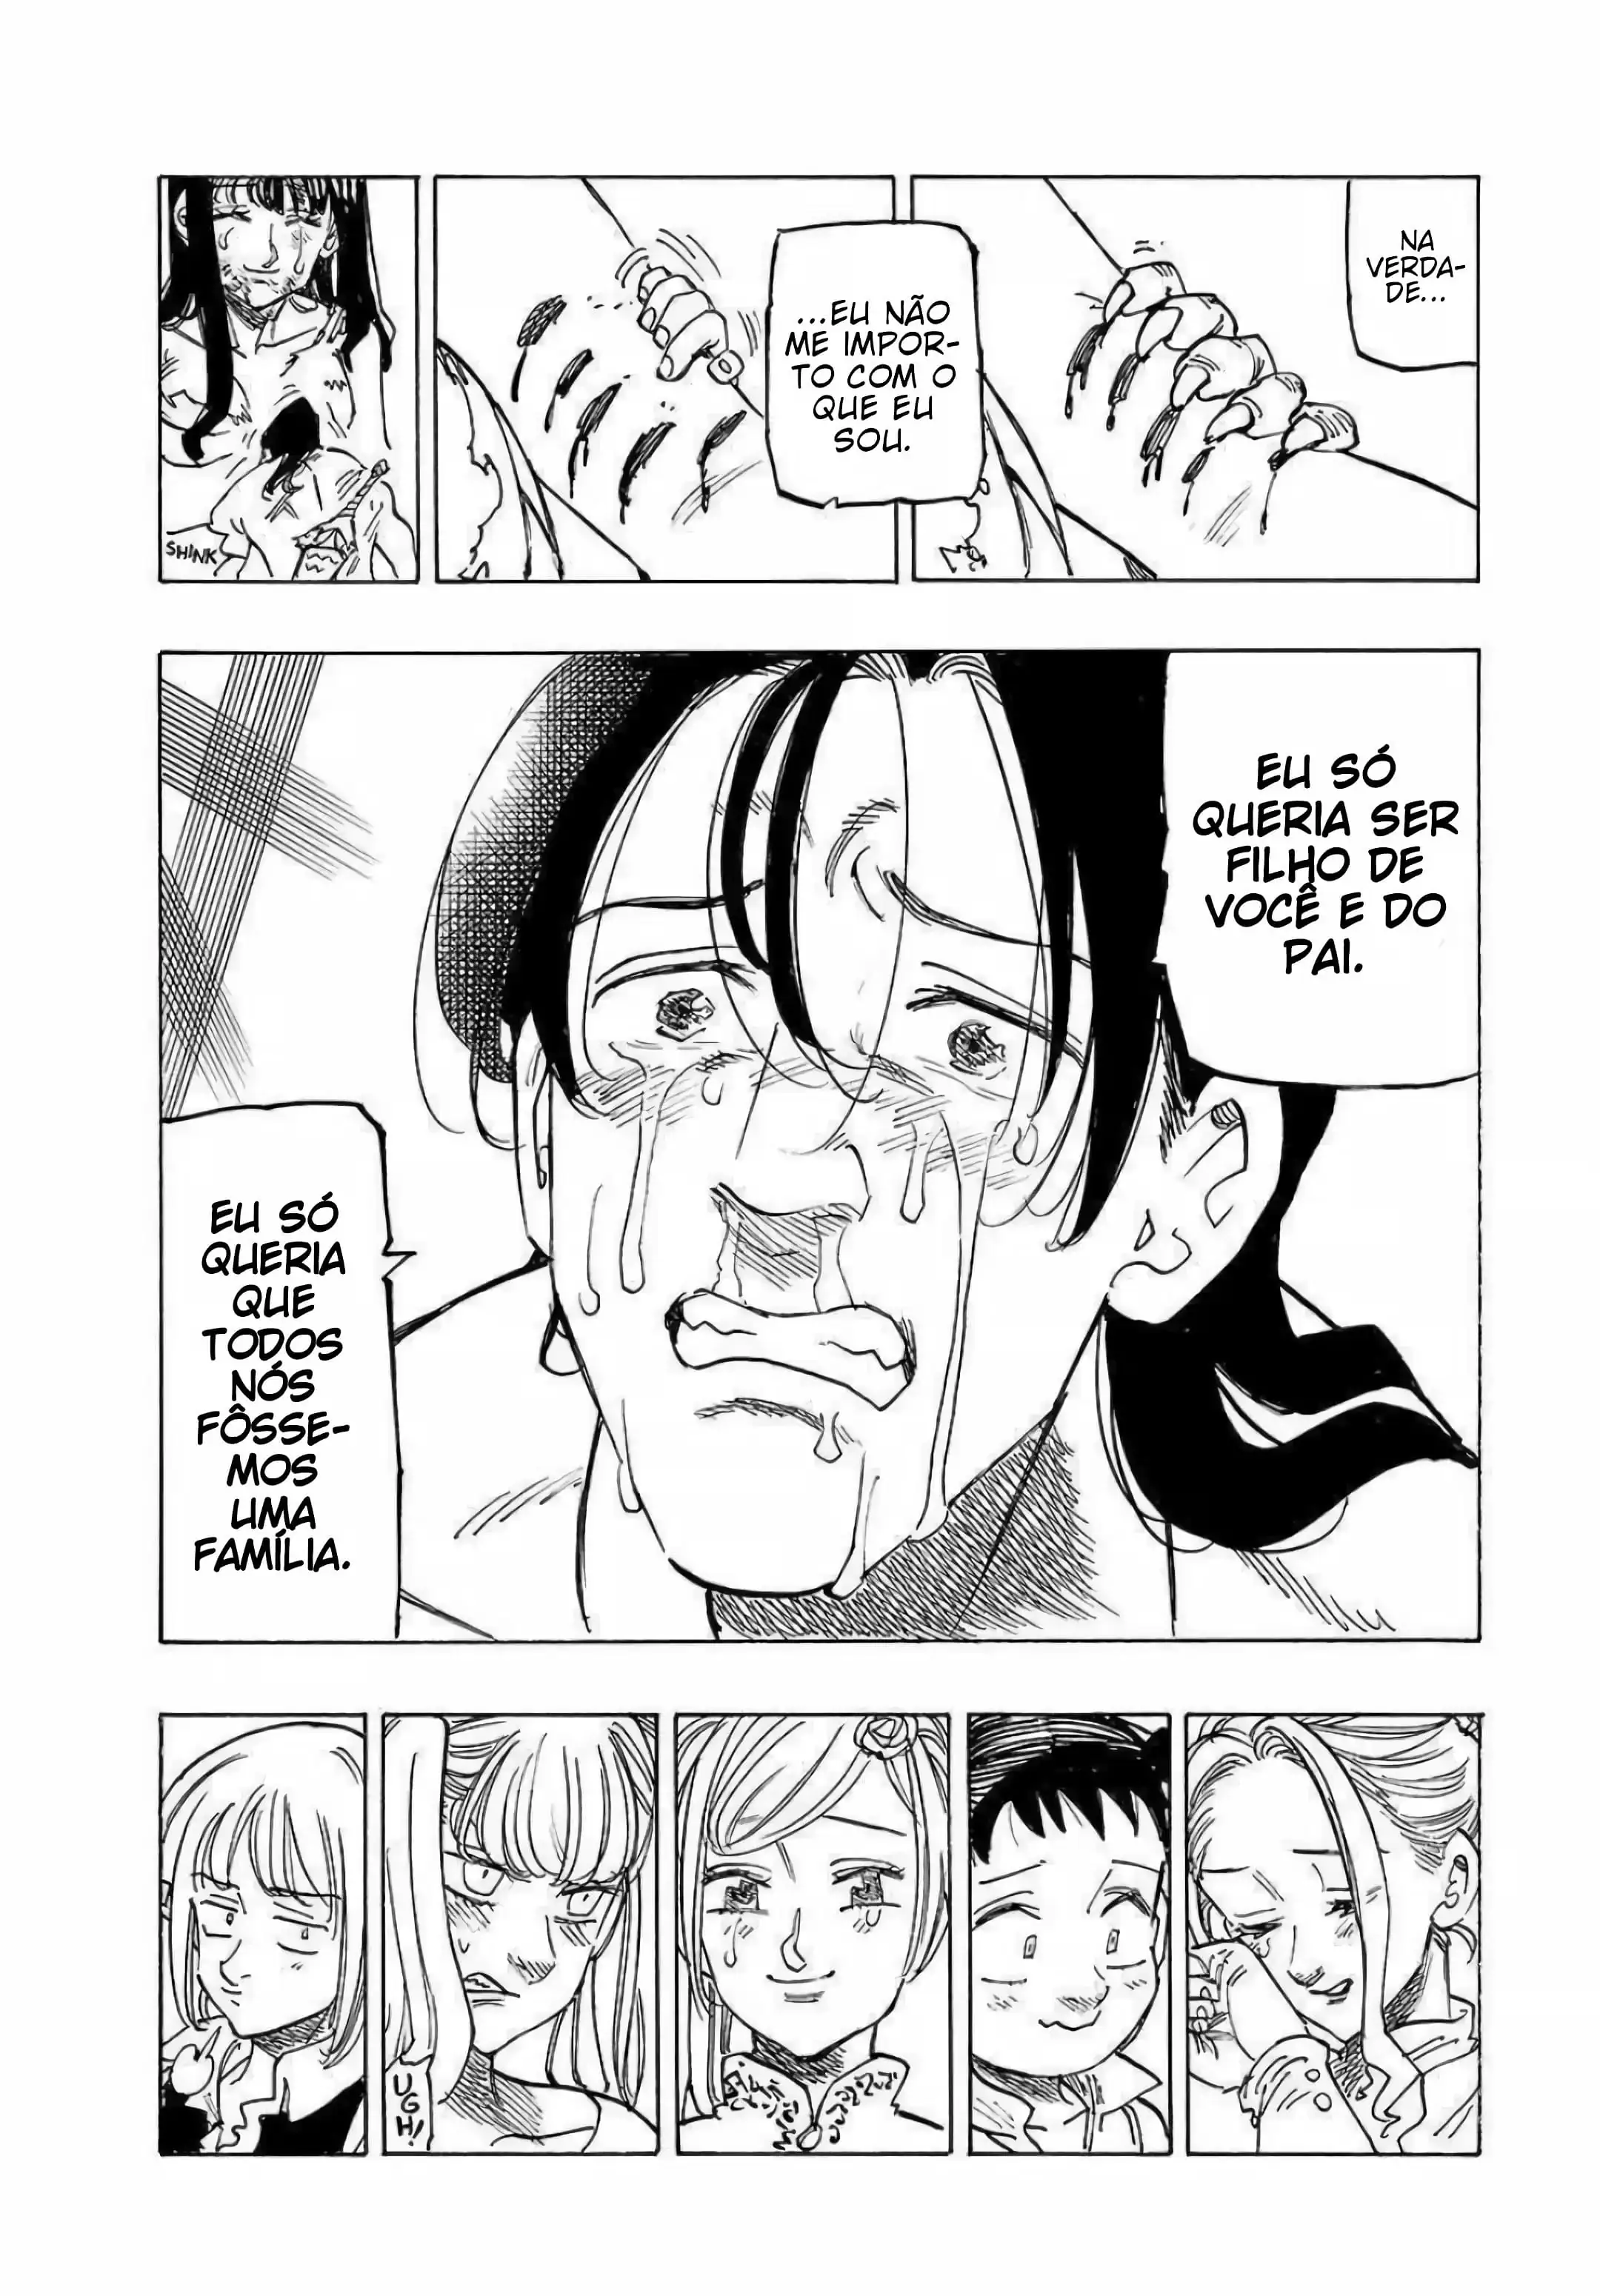 NA
VERDA-
DE...
...EU NÃO
ME IMPOR-
TO COM O
QUE EU
SOU.
SHINK
EU SÓ
QUERIA SER
FILHO DE
VOCÊ E DO
PAI.
EU SÓ
QUERIA
QUE
TODOS
NÓS
FÔSSE-
MOS
UMA
FAMÍLIA.
UGH!